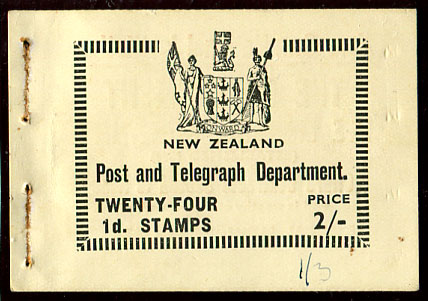 ONWARD
NEW ZEALAND
Post and Telegraph Department.
TWENTY-FOUR PRICE
1d. STAMPS 2/-
1/3